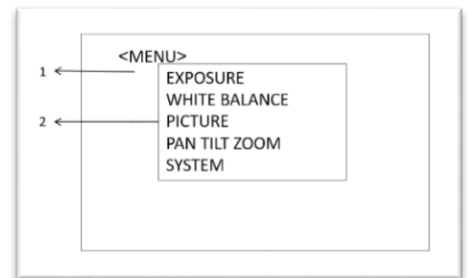 <MENU>
1
EXPOSURE
WHITE BALANCE
2
PICTURE
PAN TILT ZOOM
SYSTEM